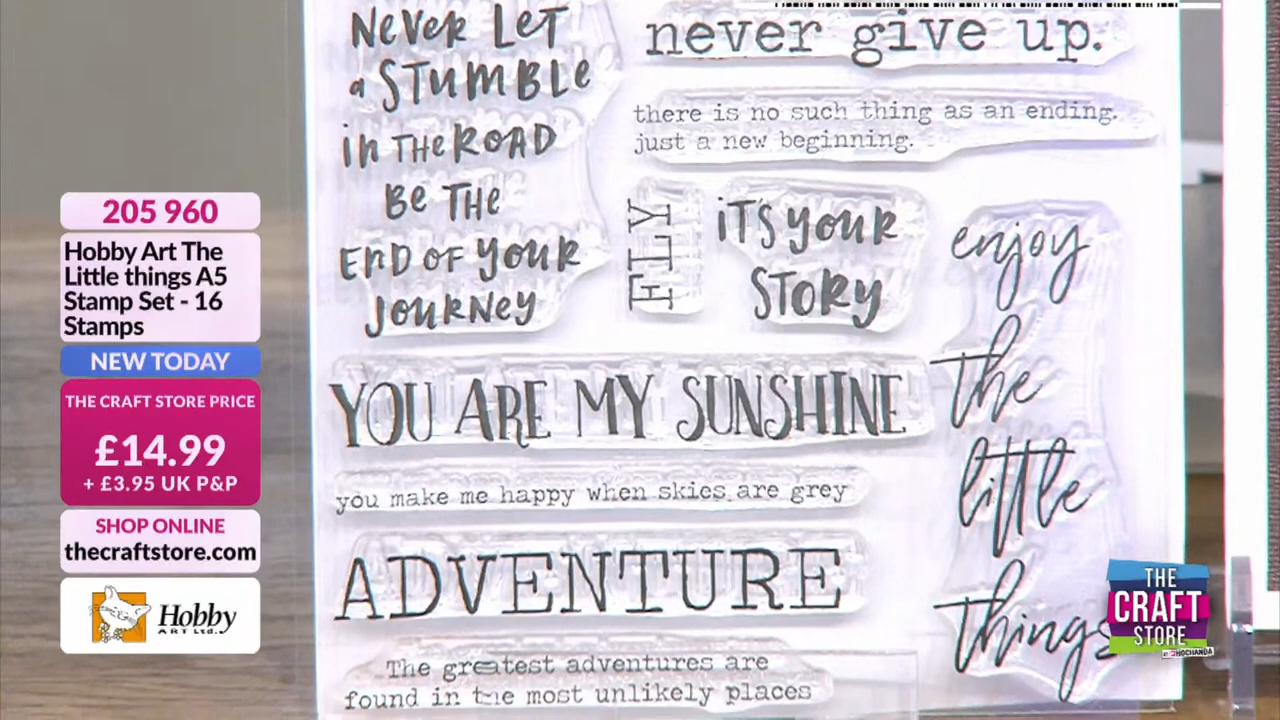 205 960
Hobby Art The
Little things A5
Stamp Set - 16
Stamps
NEW TODAY
THE CRAFT STORE PRICE
£14.99
+ £3.95 UK P&P
SHOP ONLINE
thecraftstore.com
Hobby
ART Ltd.
NEVER LET
a STUMBLE
in THE ROAD
BE THE
END OF YOUR
JOURNEY
never give up.
there is no such thing as an ending.
just a new beginning.
FLY
iTS YOUR
STORY
enjoy
the
little
things
YOU ARE MY SUNSHINE
you make me happy when skies are grey
ADVENTURE
The greatest adventures are
found in the most unlikely places
THE
CRAFT
STORE
HOCHANDA